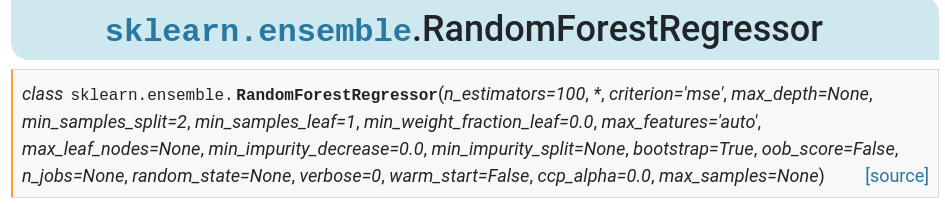 sklearn.ensemble.RandomForestRegressor
class sklearn.ensemble.RandomForestRegressor(n_estimators=100, *, criterion='mse', max_depth=None,
min_samples_split=2, min_samples_leaf=1, min_weight_fraction_leaf=0.0, max_features='auto',
max_leaf_nodes=None, min_impurity_decrease=0.0, min_impurity_split=None, bootstrap=True, oob_score=False,
n_jobs=None, random_state=None, verbose=0, warm_start=False, ccp_alpha=0.0, max_samples=None) [source]